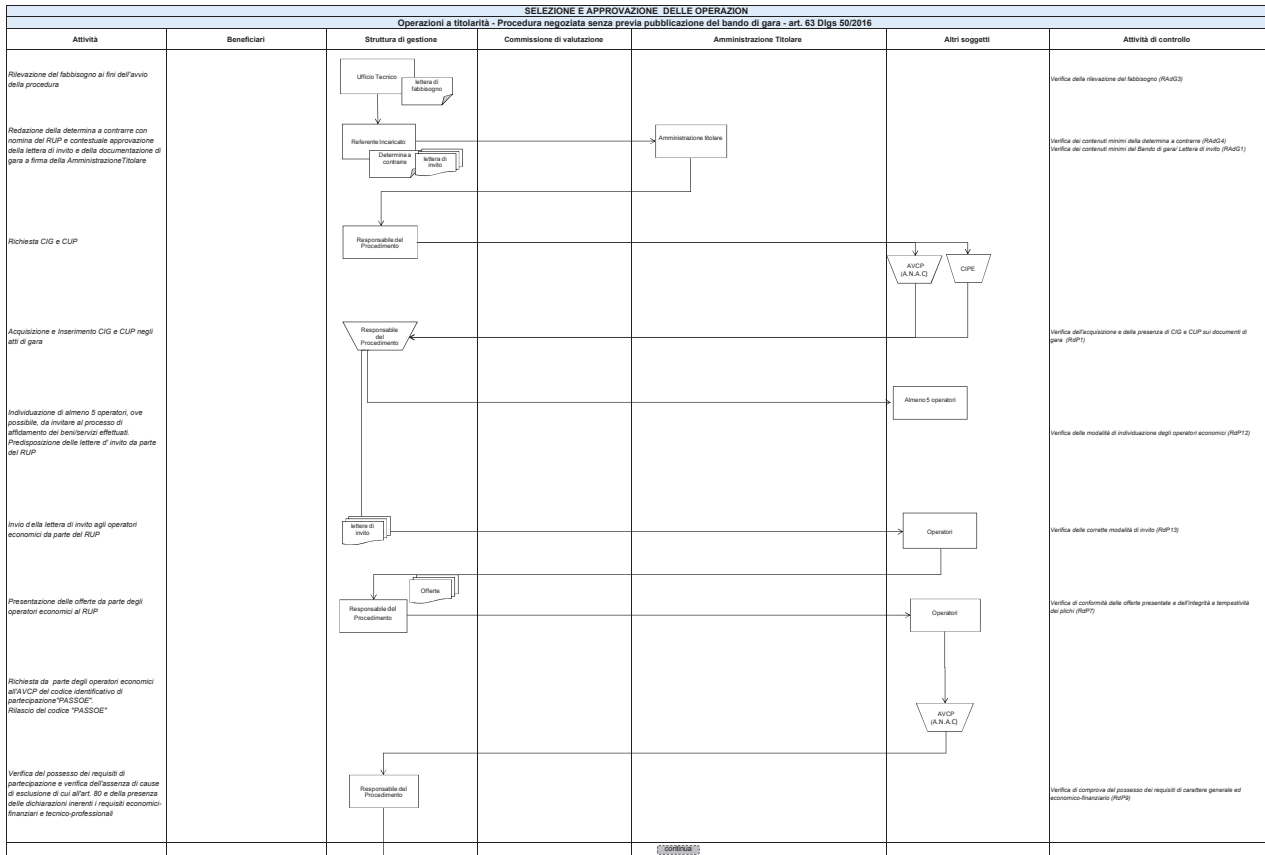 SELEZIONE E APPROVAZIONE DELLE OPERAZION
Operazioni a titolarità - Procedura negoziata senza previa pubblicazione del bando di gara - art. 63 Dlgs 50/2016
Attività
Beneficiari
Struttura di gestione
Commissione di valutazione
Amministrazione Titolare
Altri soggetti
Attività di controllo
Rilevazione del fabbisogno ai fini dell'avvio
della procedura
Ufficio Tecnico
lettera di
fabbisogno
Verifica della rilevazione del fabbisogno (RAdG3)
Redazione della determina a contrarre con
nomina del RUP e contestuale approvazione
della lettera di invito e della documentazione di
gara a firma della AmministrazioneTitolare
Referente Incaricato
Determina a
contrarre
lettera di
invito
Amministrazione titolare
Verifica dei contenuti minimi della determina a contrarre (RAdG4)
Verifica dei contenuti minimi del Bando di gara/ Lettera di invito (RAdG1)
Richiesta CIG e CUP
Responsabile del
Procedimento
AVCP
(A.N.A.C)
CIPE
Acquisizione e Inserimento CIG e CUP negli
atti di gara
Responsabile
del
Procedimento
Verifica dell'acquisizione e della presenza di CIG e CUP sui documenti di
gara (RdP1)
Individuazione di almeno 5 operatori, ove
possibile, da invitare al processo di
affidamento dei beni/servizi effettuati.
Predisposizione delle lettere d' invito da parte
del RUP
Almeno 5 operatori
Verifica delle modalità di individuazione degli operatori economici (RdP12)
Invio della lettera di invito agli operatori
economici da parte del RUP
lettere di
invito
Operatori
Verifica delle corrette modalità di invito (RdP13)
Presentazione delle offerte da parte degli
operatori economici al RUP
Offerte
Responsabile del
Procedimento
Operatori
Verifica di conformità delle offerte presentate e dell'integrità e tempestività
dei plichi (RdP7)
Richiesta da parte degli operatori economici
all'AVCP del codice identificativo di
partecipazione"PASSOE".
Rilascio del codice "PASSOE"
AVCP
(A.N.A.C)
Verifica del possesso dei requisiti di
partecipazione e verifica dell'assenza di cause
di esclusione di cui all'art. 80 e della presenza
delle dichiarazioni inerenti i requisiti economici-
finanziari e tecnico-professionali
Responsabile del
Procedimento
Verifica di comprova del possesso dei requisiti di carattere generale ed
economico-finanziario (RdP9)
continua